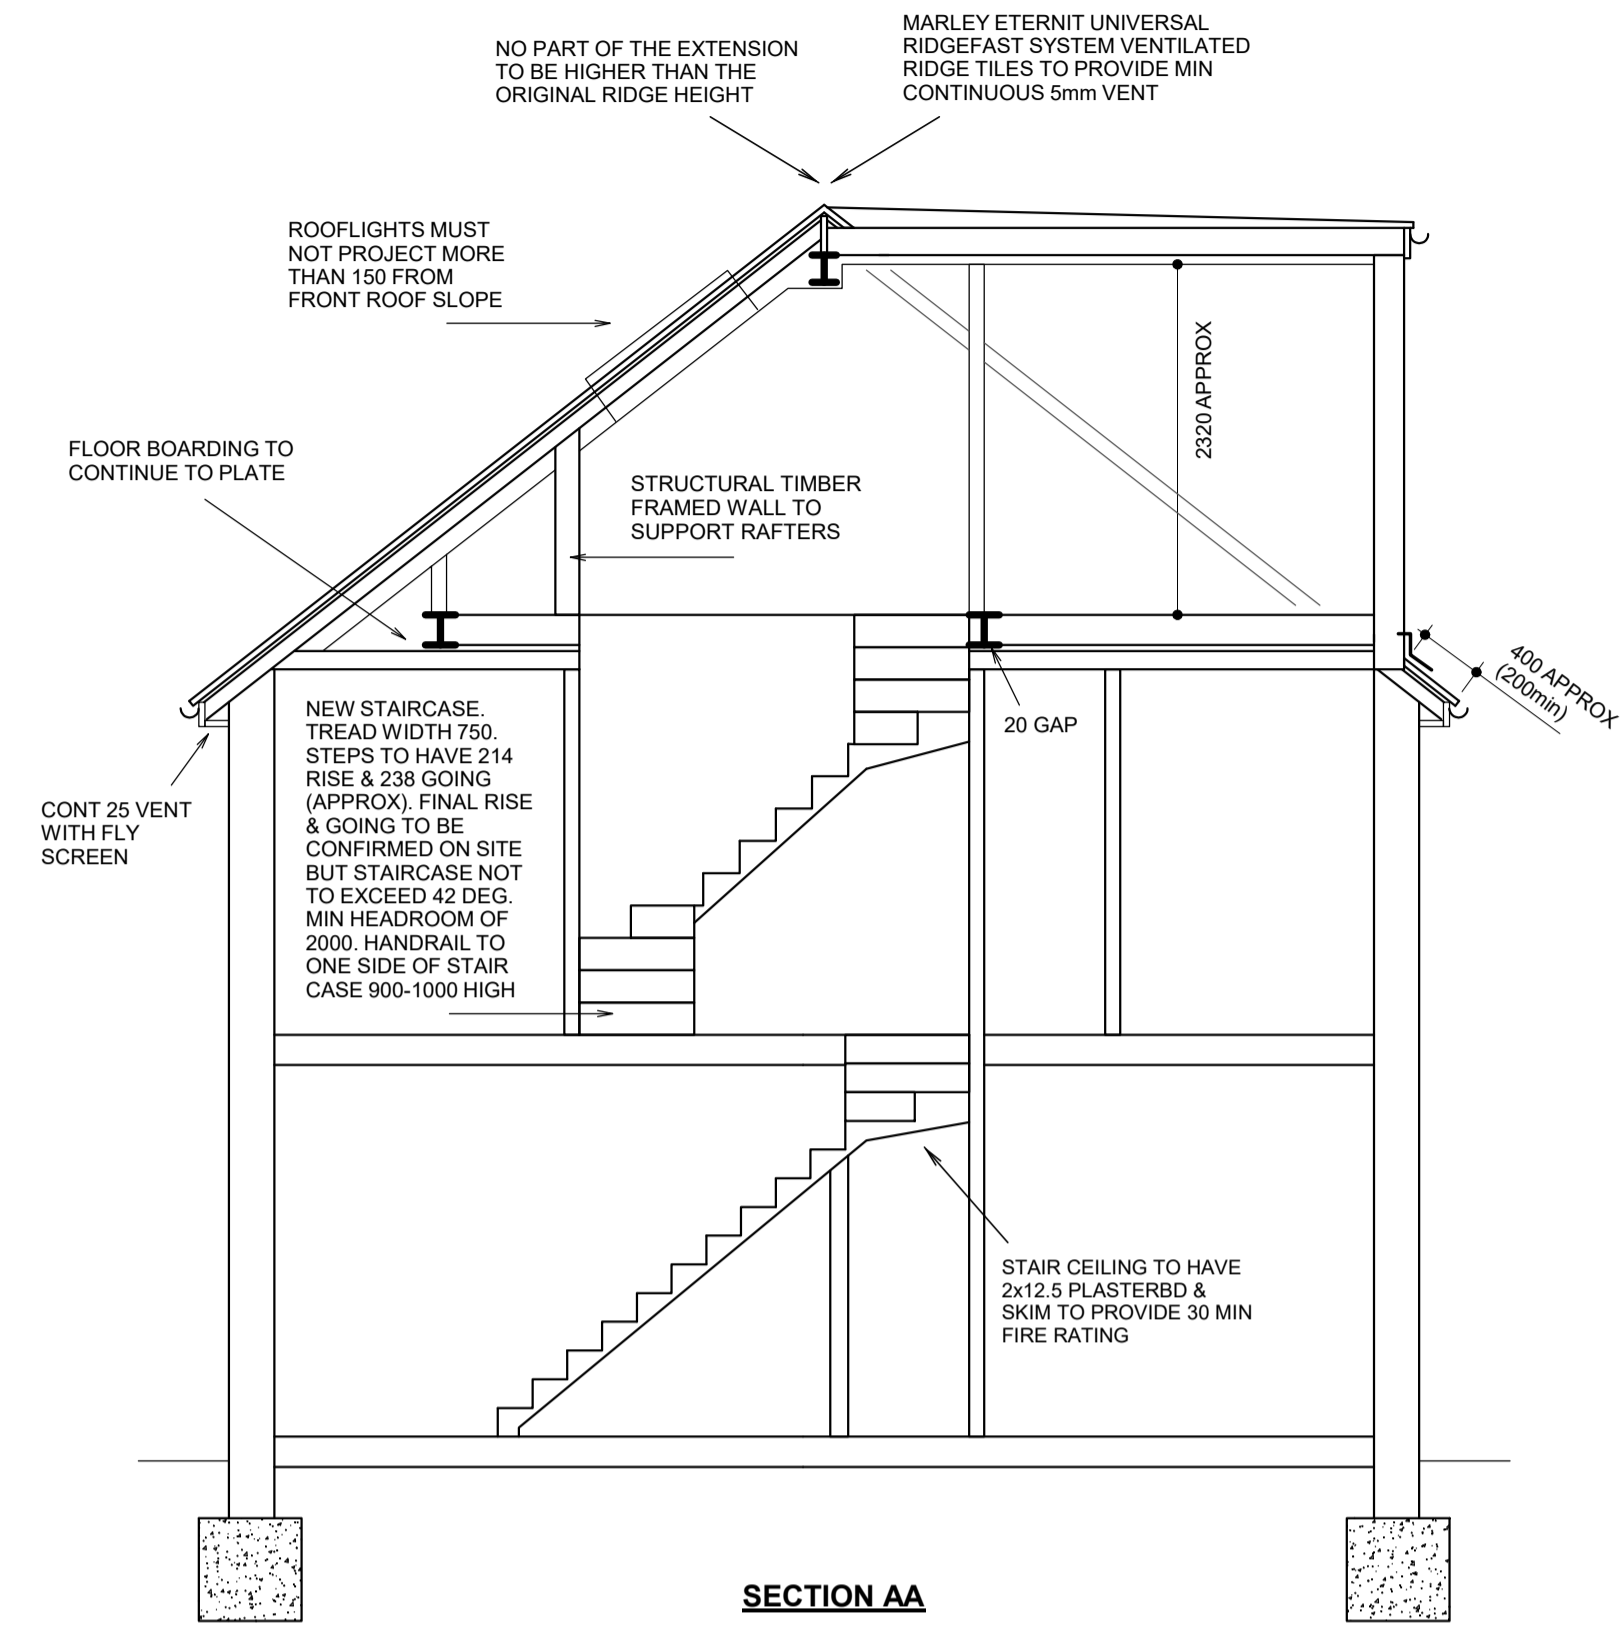 NO PART OF THE EXTENSION
TO BE HIGHER THAN THE
ORIGINAL RIDGE HEIGHT
MARLEY ETERNIT UNIVERSAL
RIDGEFAST SYSTEM VENTILATED
RIDGE TILES TO PROVIDE MIN
CONTINUOUS 5mm VENT
ROOFLIGHTS MUST
NOT PROJECT MORE
THAN 150 FROM
FRONT ROOF SLOPE
2320 APPROX
FLOOR BOARDING TO
CONTINUE TO PLATE
STRUCTURAL TIMBER
FRAMED WALL TO
SUPPORT RAFTERS
400 APPROX
(200min)
20 GAP
NEW STAIRCASE.
TREAD WIDTH 750.
STEPS TO HAVE 214
RISE & 238 GOING
(APPROX). FINAL RISE
& GOING TO BE
CONFIRMED ON SITE
BUT STAIRCASE NOT
TO EXCEED 42 DEG.
MIN HEADROOM OF
2000. HANDRAIL TO
ONE SIDE OF STAIR
CASE 900-1000 HIGH
CONT 25 VENT
WITH FLY
SCREEN
STAIR CEILING TO HAVE
2x12.5 PLASTERBD &
SKIM TO PROVIDE 30 MIN
FIRE RATING
SECTION AA